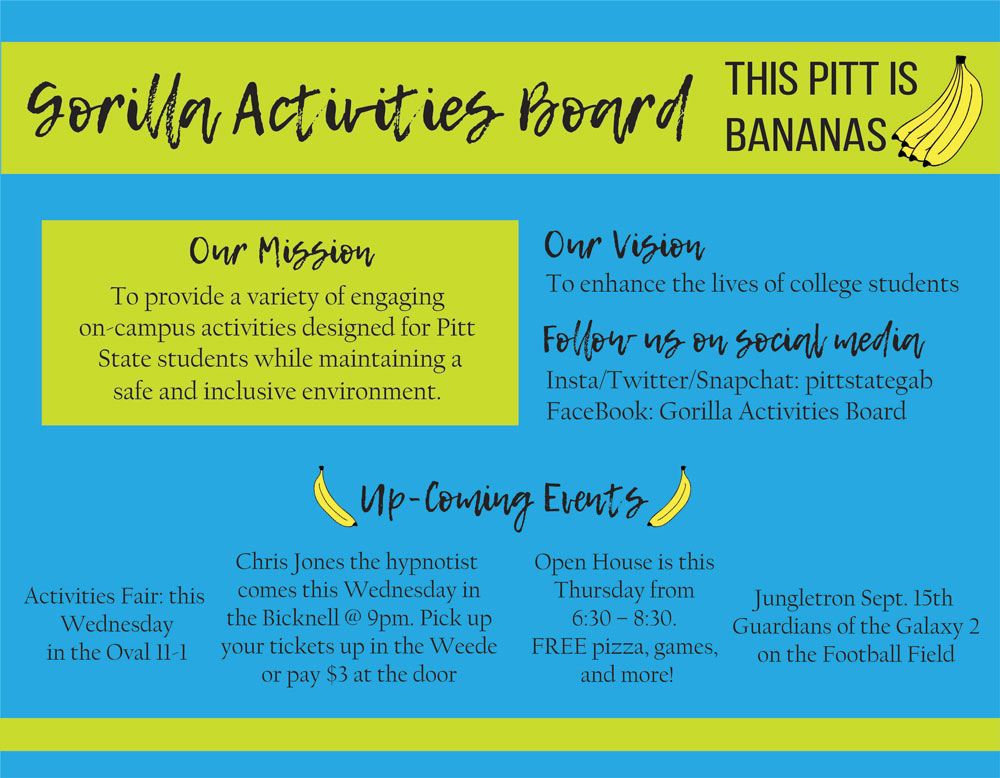 Gorilla Activities Board
THIS PITT IS
BANANAS
Our Mission
To provide a variety of engaging
on-campus activities designed for Pitt
State students while maintaining a
safe and inclusive environment.
Our Vision
To enhance the lives of college students
Follow us on social media
Insta/Twitter/Snapchat: pittstategab
FaceBook: Gorilla Activities Board
Up-Coming Events
Activities Fair: this
Wednesday
in the Oval 11-1
Chris Jones the hypnotist
comes this Wednesday in
the Bicknell @ 9pm. Pick up
your tickets up in the Weede
or pay $3 at the door
Open House is this
Thursday from
6:30 – 8:30.
FREE pizza, games,
and more!
Jungletron Sept. 15th
Guardians of the Galaxy 2
on the Football Field